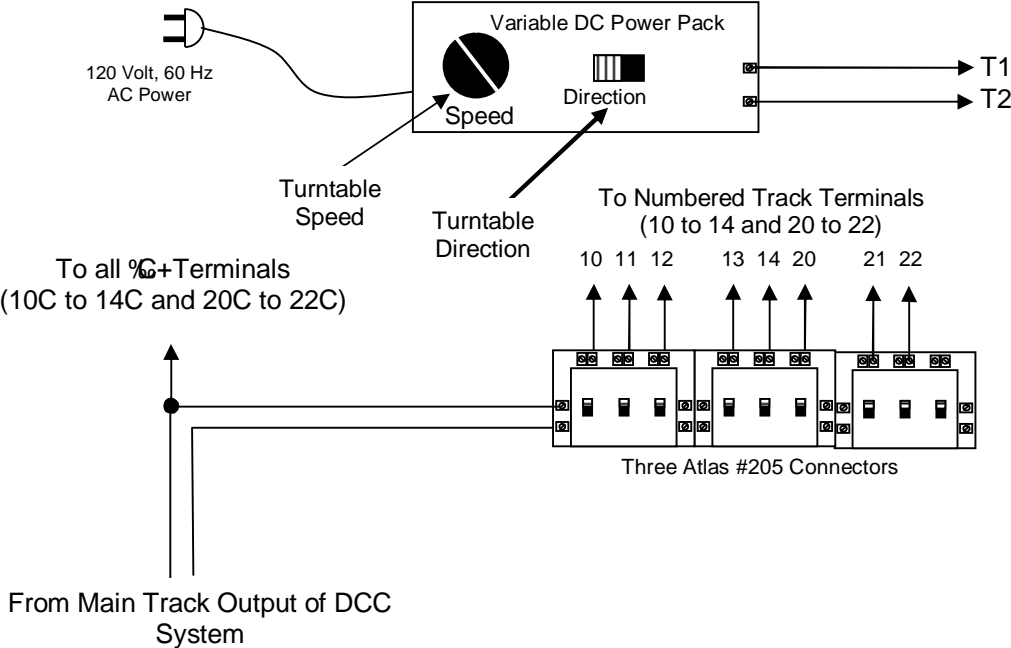 Variable DC Power Pack
120 Volt, 60 Hz
AC Power
Speed
Direction
T1
T2
Turntable
Speed
Turntable
Direction
To Numbered Track Terminals
(10 to 14 and 20 to 22)
10 11 12 13 14 20 21 22
To all ‰C+Terminals
(10C to 14C and 20C to 22C)
Three Atlas #205 Connectors
From Main Track Output of DCC
System